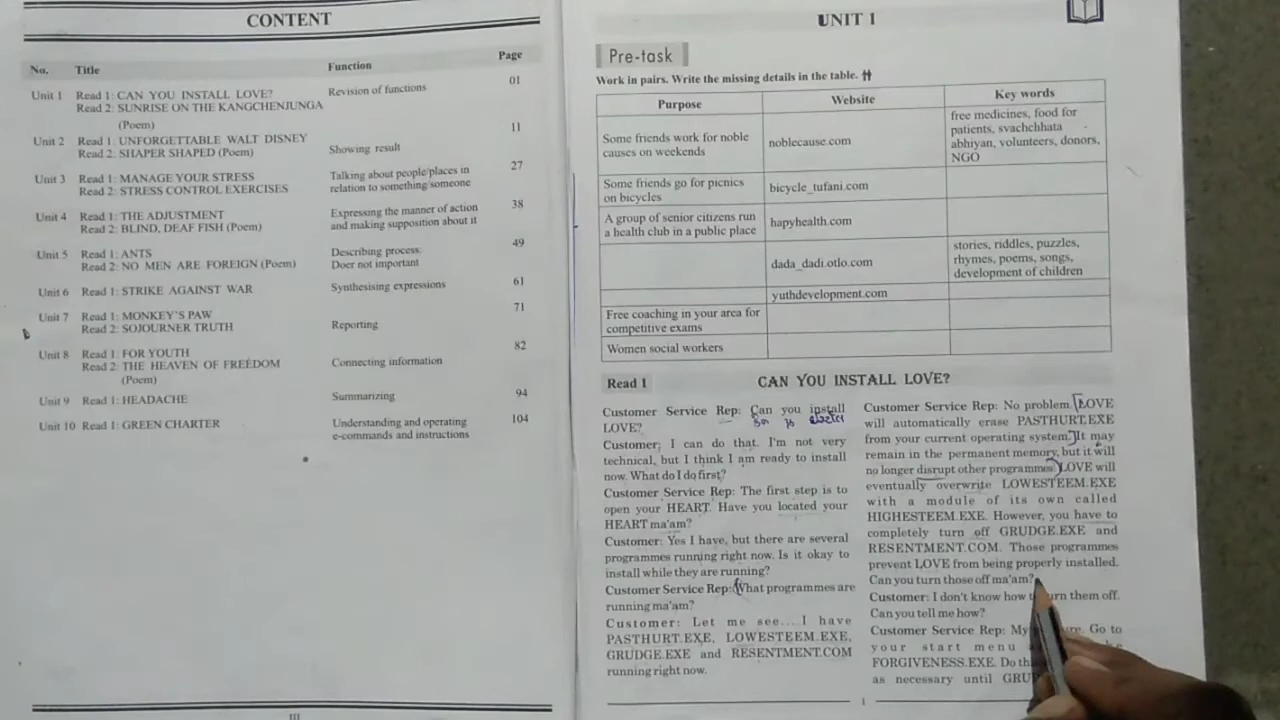 CONTENT
No. Title Function Page
Unit 1 Read 1: CAN YOU INSTALL LOVE? Revision of functions 01
Read 2: SUNRISE ON THE KANGCHENJUNGA
(Poem)
Unit 2 Read 1: UNFORGETTABLE WALT DISNEY Showing result 11
Read 2: SHAPER SHAPED (Poem)
Unit 3 Read 1: MANAGE YOUR STRESS Talking about people/places in 27
Read 2: STRESS CONTROL EXERCISES relation to something/someone
Unit 4 Read 1: THE ADJUSTMENT Expressing the manner of action 38
Read 2: BLIND, DEAF FISH (Poem) and making supposition about it
Unit 5 Read 1: ANTS Describing process: 49
Read 2: NO MEN ARE FOREIGN (Poem) Doer not important
Unit 6 Read 1: STRIKE AGAINST WAR Synthesising expressions 61
Unit 7 Read 1: MONKEY'S PAW Reporting 71
Read 2: SOJOURNER TRUTH
Unit 8 Read 1: FOR YOUTH Connecting information 82
Read 2: THE HEAVEN OF FREEDOM
(Poem)
Unit 9 Read 1: HEADACHE Summarizing 94
Unit 10 Read 1: GREEN CHARTER Understanding and operating 104
e-commands and instructions
III
UNIT 1
Pre-task
Work in pairs. Write the missing details in the table.
Purpose Website Key words
Some friends work for noble
causes on weekends
noblecause.com
free medicines, food for
patients, svachchhata
abhiyan, volunteers, donors,
NGO
Some friends go for picnics
on bicycles
bicycle_tufani.com
A group of senior citizens run
a health club in a public place
hapyhealth.com
dada_dadi.otlo.com
stories, riddles, puzzles,
rhymes, poems, songs,
development of children
yuthdevelopment.com
Free coaching in your area for
competitive exams
Women social workers
Read 1 CAN YOU INSTALL LOVE?
Customer Service Rep: Can you install
LOVE?
Customer: I can do that. I'm not very
technical, but I think I am ready to install
now. What do I do first?
Customer Service Rep: The first step is to
open your HEART. Have you located your
HEART ma'am?
Customer: Yes I have, but there are several
programmes running right now. Is it okay to
install while they are running?
Customer Service Rep: What programmes are
running ma'am?
Customer: Let me see.... I have
PASTHURT.EXE, LOWESTEEM.EXE,
GRUDGE.EXE and RESENTMENT.COM
running right now.
Customer Service Rep: No problem. LOVE
will automatically erase PASTHURT.EXE
from your current operating system. It may
remain in the permanent memory, but it will
no longer disrupt other programmes. LOVE will
eventually overwrite LOWESTEEM.EXE
with a module of its own called
HIGHESTEEM.EXE. However, you have to
completely turn off GRUDGE.EXE and
RESENTMENT.COM. Those programmes
prevent LOVE from being properly installed.
Can you turn those off ma'am?
Customer: I don't know how turn them off.
Can you tell me how?
Customer Service Rep: My Go to
your start menu
FORGIVENESS.EXE. Do
as necessary until
1